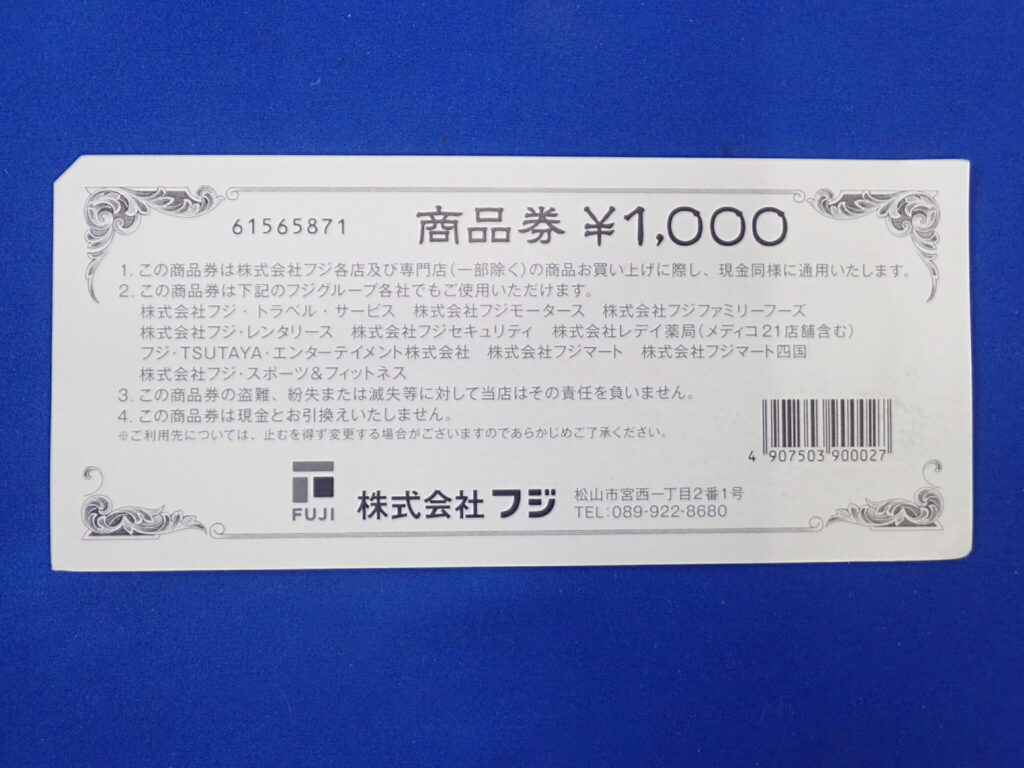 61565871 商品券 ¥1,000
1. この商品券は株式会社フジ各店及び専門店(一部除く)の商品お買い上げに際し、現金同様に通用いたします。
2. この商品券は下記のフジグループ各社でもご使用いただけます。
株式会社フジ・トラベル・サービス 株式会社フジモータース 株式会社フジファミリーフーズ
株式会社フジ・レンタリース 株式会社フジセキュリティ 株式会社レデイ薬局(メディコ21店舗含む)
フジ・TSUTAYA・エンターテイメント株式会社 株式会社フジマート 株式会社フジマート四国
株式会社フジ・スポーツ&フィットネス
3. この商品券の盗難、紛失または滅失等に対して当店はその責任を負いません。
4. この商品券は現金とお引換えいたしません。
※ご利用先については、止むを得ず変更する場合がございますのであらかじめご了承ください。
4 907503 900027
FUJI 株式会社フジ 松山市宮西一丁目2番1号
TEL:089-922-8680